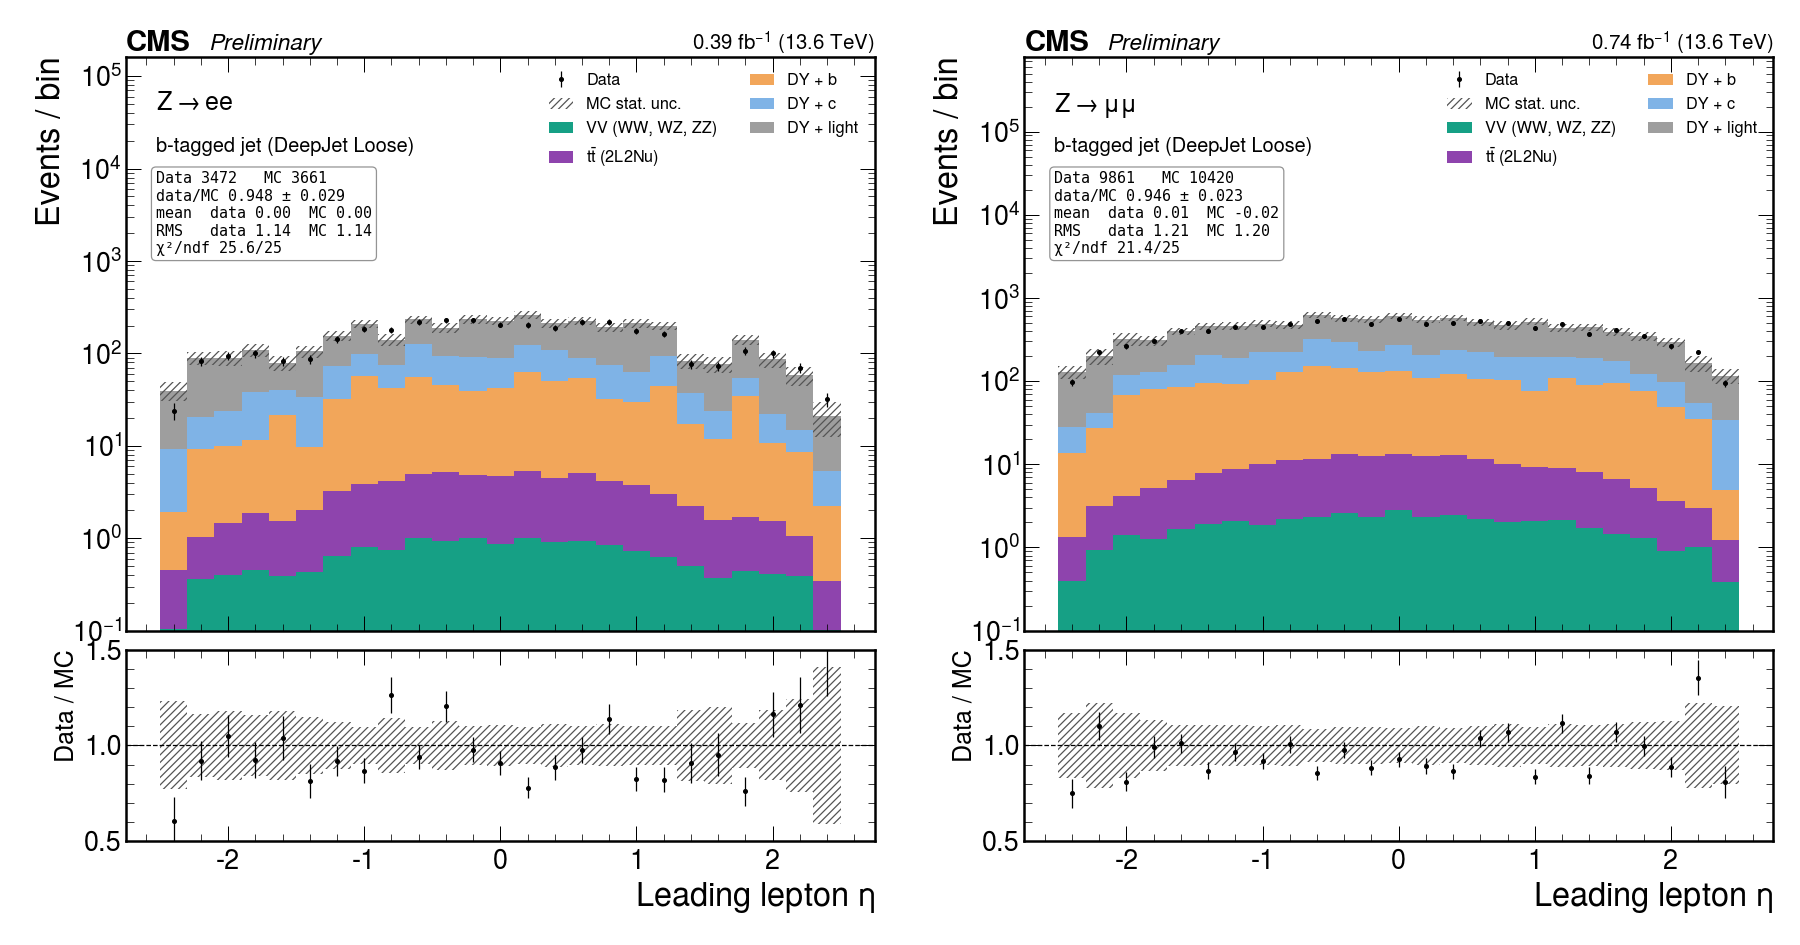 CMS Preliminary 0.39 fb⁻¹ (13.6 TeV)
Events / bin
10⁵
10⁴
10³
10²
10¹
10⁰
10⁻¹
Z → ee
b-tagged jet (DeepJet Loose)
Data 3472 MC 3661
data/MC 0.948 ± 0.029
mean data 0.00 MC 0.00
RMS data 1.14 MC 1.14
χ²/ndf 25.6/25
Data
MC stat. unc.
VV (WW, WZ, ZZ)
tt̄ (2L2Nu)
DY + b
DY + c
DY + light
Data / MC
1.5
1.0
0.5
-2 -1 0 1 2
Leading lepton η
CMS Preliminary 0.74 fb⁻¹ (13.6 TeV)
Events / bin
10⁵
10⁴
10³
10²
10¹
10⁰
10⁻¹
Z → μμ
b-tagged jet (DeepJet Loose)
Data 9861 MC 10420
data/MC 0.946 ± 0.023
mean data 0.01 MC -0.02
RMS data 1.21 MC 1.20
χ²/ndf 21.4/25
Data
MC stat. unc.
VV (WW, WZ, ZZ)
tt̄ (2L2Nu)
DY + b
DY + c
DY + light
Data / MC
1.5
1.0
0.5
-2 -1 0 1 2
Leading lepton η